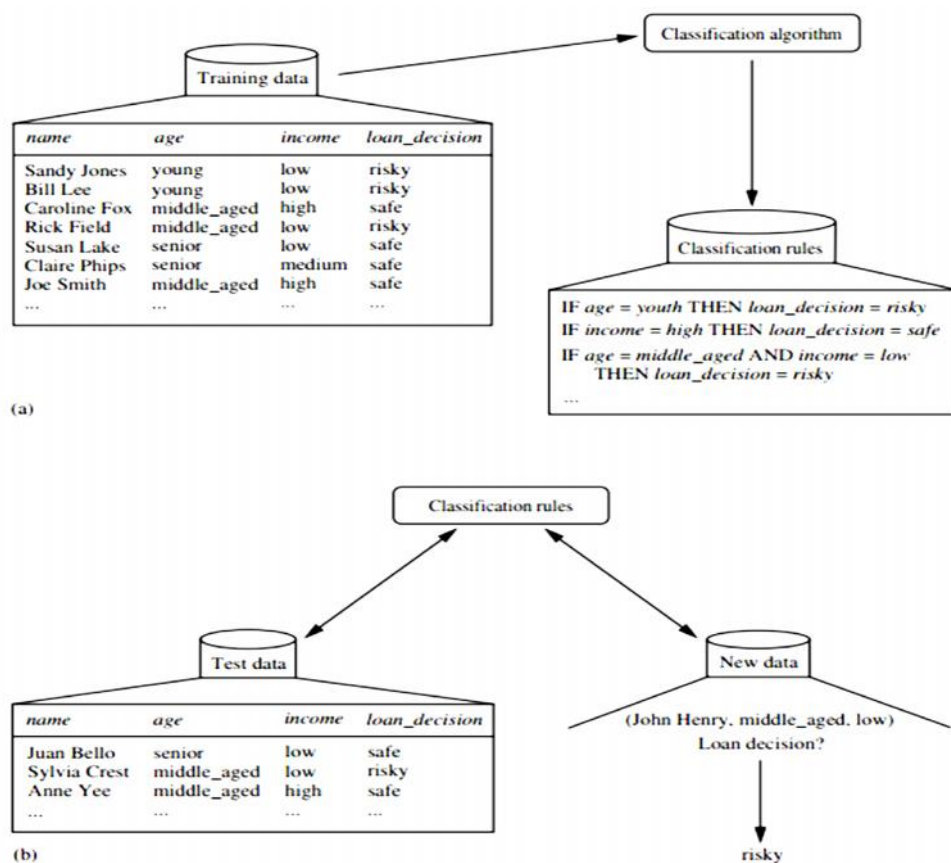 Classification algorithm
Training data
name age income loan_decision
Sandy Jones young low risky
Bill Lee young low risky
Caroline Fox middle_aged high safe
Rick Field middle_aged low risky
Susan Lake senior low safe
Claire Phips senior medium safe
Joe Smith middle_aged high safe
... ... ... ...
Classification rules
IF age = youth THEN loan_decision = risky
IF income = high THEN loan_decision = safe
IF age = middle_aged AND income = low
THEN loan_decision = risky
...
(a)
Classification rules
Test data
name age income loan_decision
Juan Bello senior low safe
Sylvia Crest middle_aged low risky
Anne Yee middle_aged high safe
... ... ... ...
New data
(John Henry, middle_aged, low)
Loan decision?
risky
(b)